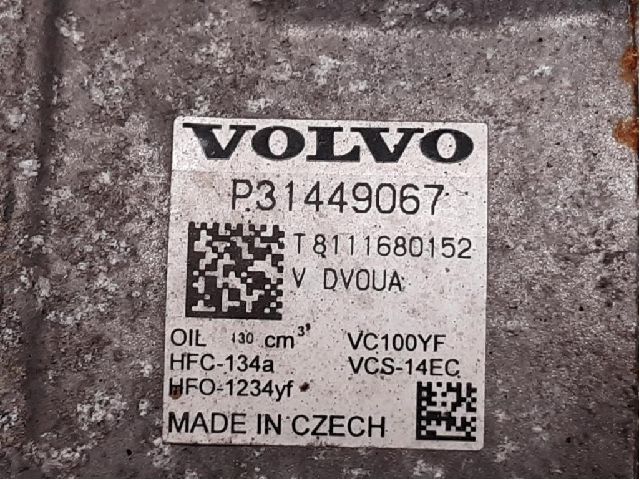 VOLVO
P31449067
T 8111680152
V DVOUA
OIL 130 cm³ VC100YF
HFC-134a VCS-14EC
HFO-1234yf
MADE IN CZECH